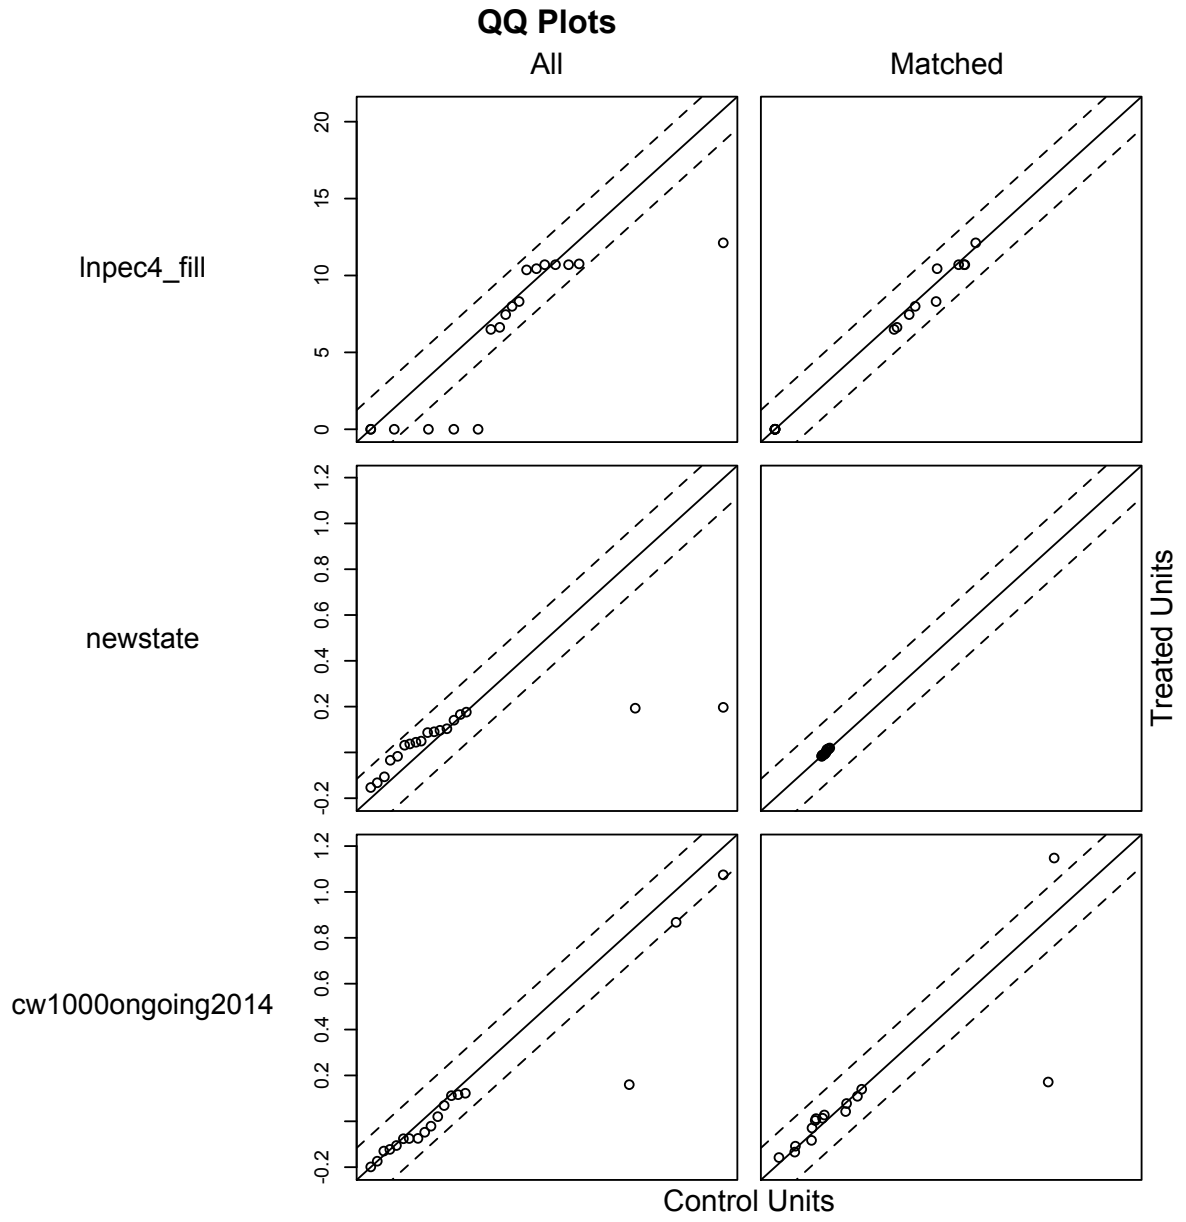 QQ Plots
All Matched
lnpec4_fill
0 5 10 15 20
newstate
-0.2 0.2 0.4 0.6 0.8 1.0 1.2
cw1000ongoing2014
-0.2 0.2 0.4 0.6 0.8 1.0 1.2
Control Units
Treated Units